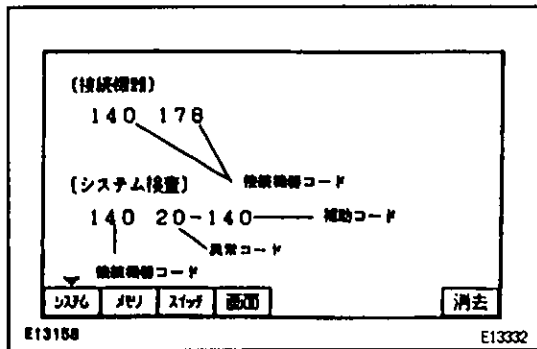 (接続機器)
140 178
接続機器コード
(システム検査)
140 20-140 補助コード
異常コード
接続機器コード
システム メモリ スイッチ 画面 消去
E13158 E13332